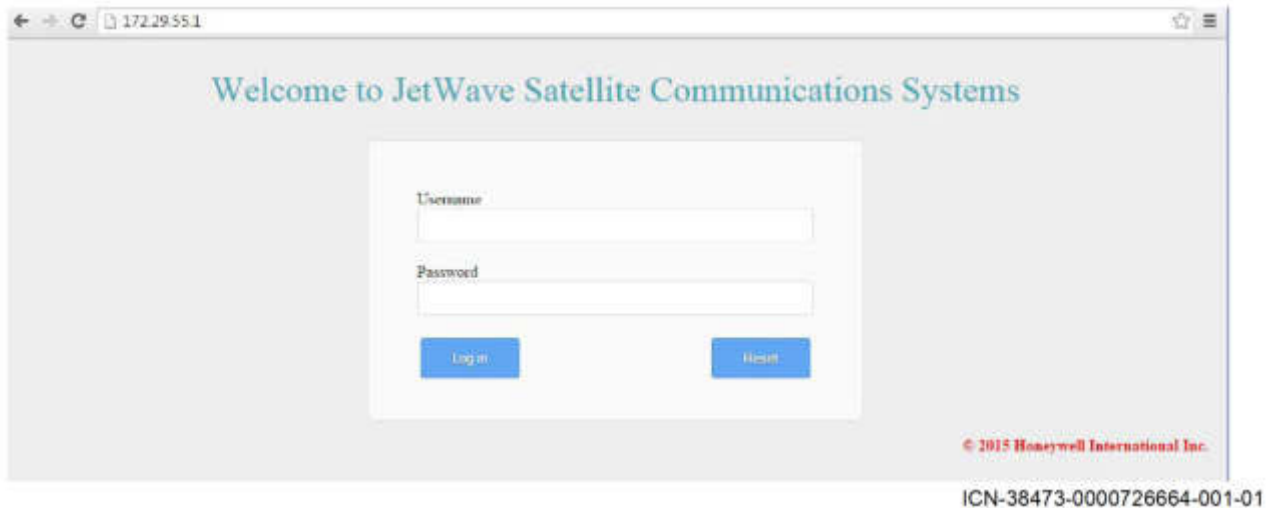 172.29.55.1
Welcome to JetWave Satellite Communications Systems
Username
Password
Log in
Reset
© 2015 Honeywell International Inc.
ICN-38473-0000726664-001-01